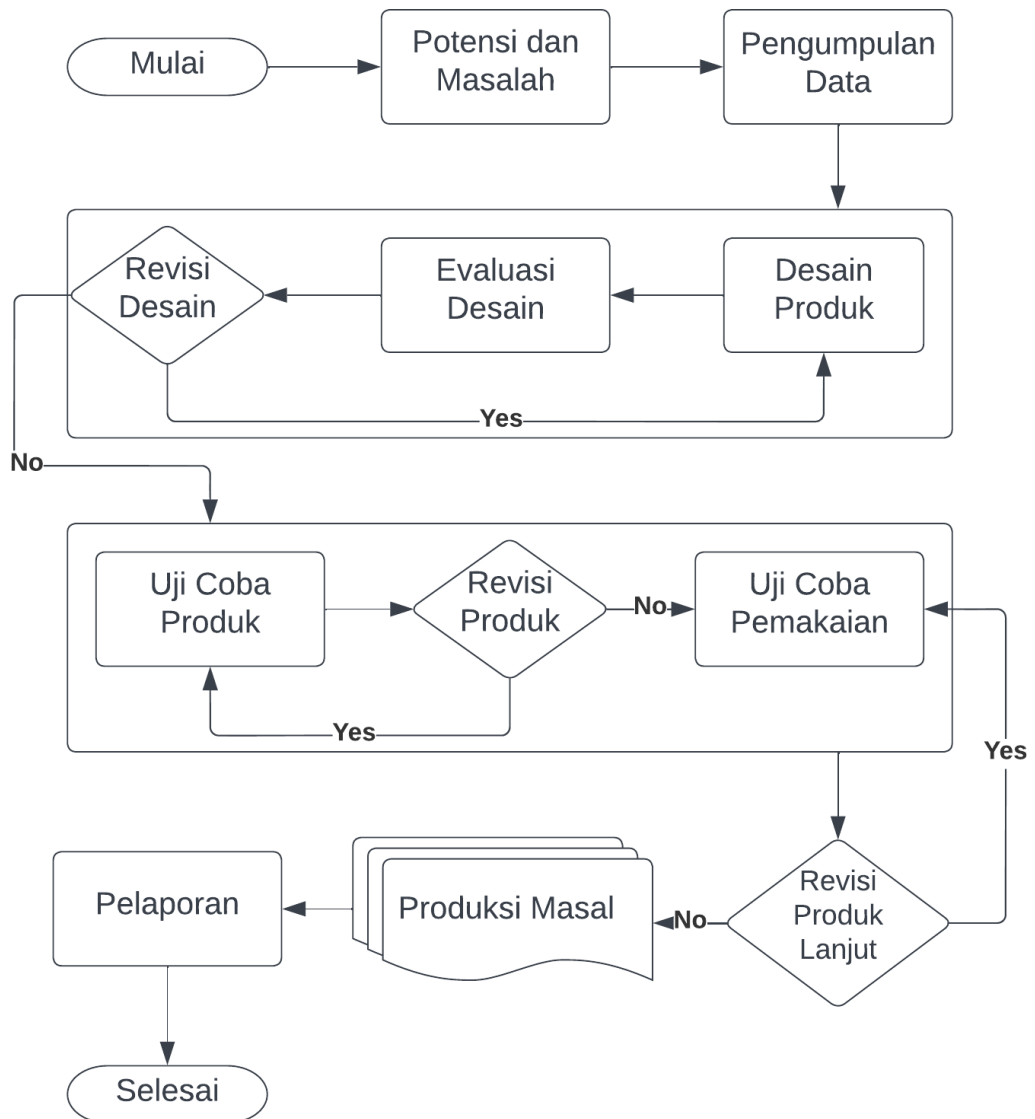 Mulai
Potensi dan
Masalah
Pengumpulan
Data
Desain
Produk
Evaluasi
Desain
Revisi
Desain
Yes
No
Uji Coba
Produk
Revisi
Produk
No
Uji Coba
Pemakaian
Yes
Yes
Revisi
Produk
Lanjut
No
Produksi Masal
Pelaporan
Selesai